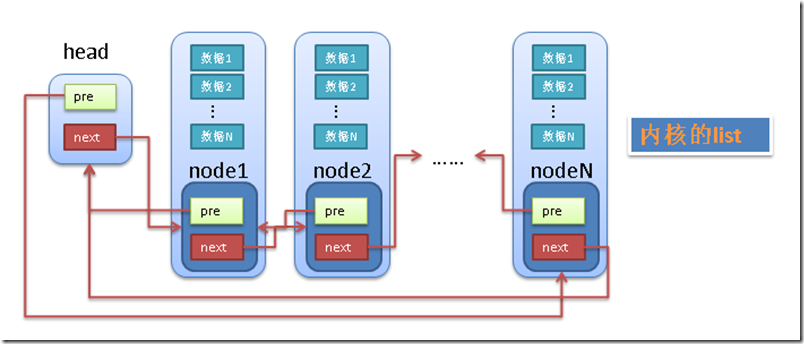 head
pre
next
数据1
数据2
⋮
数据N
node1
pre
next
数据1
数据2
⋮
数据N
node2
pre
next
......
数据1
数据2
⋮
数据N
nodeN
pre
next
内核的list